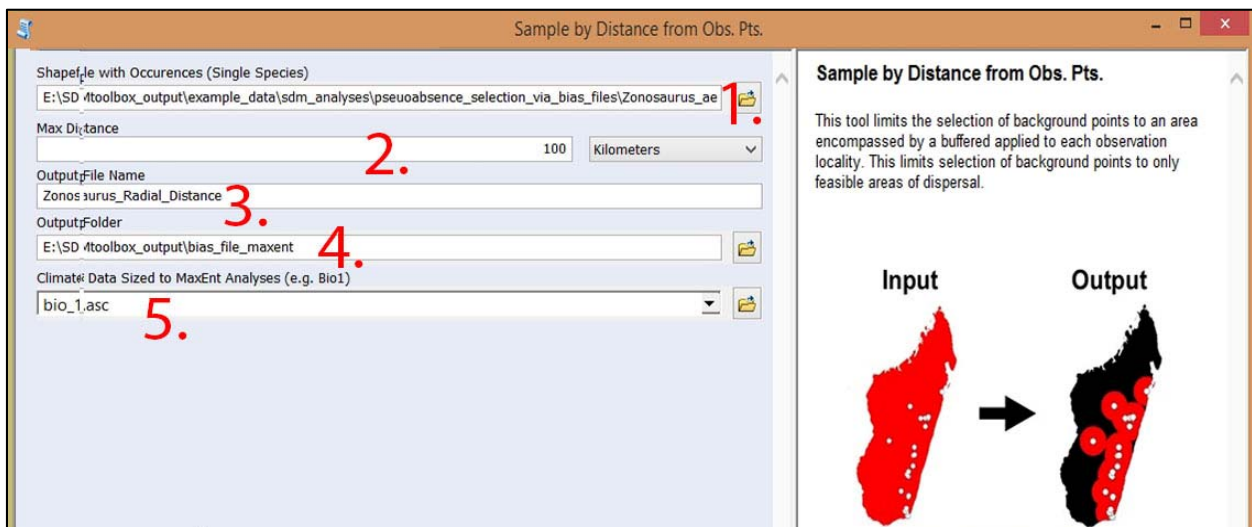 Sample by Distance from Obs. Pts.
Shapefile with Occurences (Single Species)
E:\SDMtoolbox_output\example_data\sdm_analyses\pseuoabsence_selection_via_bias_files\Zonosaurus_ae
1.
Max Distance
100 Kilometers
2.
Output File Name
Zonosaurus_Radial_Distance
3.
Output Folder
E:\SDMtoolbox_output\bias_file_maxent
4.
Climate Data Sized to MaxEnt Analyses (e.g. Bio1)
bio_1.asc
5.
Sample by Distance from Obs. Pts.
This tool limits the selection of background points to an area
encompassed by a buffered applied to each observation
locality. This limits selection of background points to only
feasible areas of dispersal.
Input Output